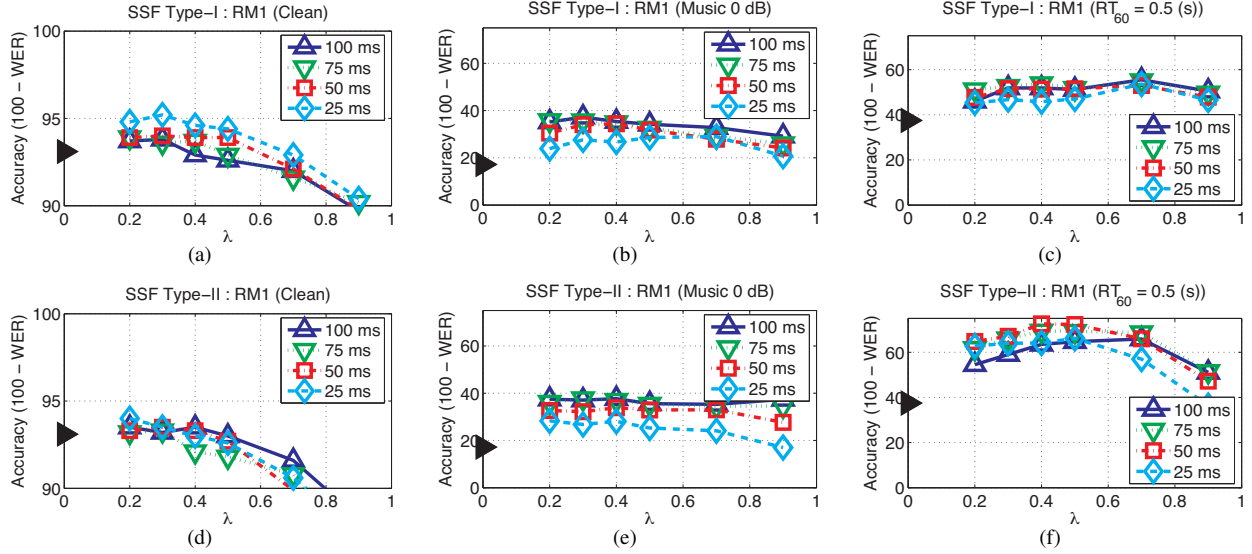 SSF Type−I : RM1 (Clean)
Accuracy (100 − WER)
100
95
90
0
0.2
0.4
0.6
0.8
1
λ
100 ms
75 ms
50 ms
25 ms
(a)
SSF Type−I : RM1 (Music 0 dB)
Accuracy (100 − WER)
60
40
20
0
0
0.2
0.4
0.6
0.8
1
λ
100 ms
75 ms
50 ms
25 ms
(b)
SSF Type−I : RM1 (RT60 = 0.5 (s))
Accuracy (100 − WER)
60
40
20
0
0
0.2
0.4
0.6
0.8
1
λ
100 ms
75 ms
50 ms
25 ms
(c)
SSF Type−II : RM1 (Clean)
Accuracy (100 − WER)
100
95
90
0
0.2
0.4
0.6
0.8
1
λ
100 ms
75 ms
50 ms
25 ms
(d)
SSF Type−II : RM1 (Music 0 dB)
Accuracy (100 − WER)
60
40
20
0
0
0.2
0.4
0.6
0.8
1
λ
100 ms
75 ms
50 ms
25 ms
(e)
SSF Type−II : RM1 (RT60 = 0.5 (s))
Accuracy (100 − WER)
60
40
20
0
0
0.2
0.4
0.6
0.8
1
λ
100 ms
75 ms
50 ms
25 ms
(f)